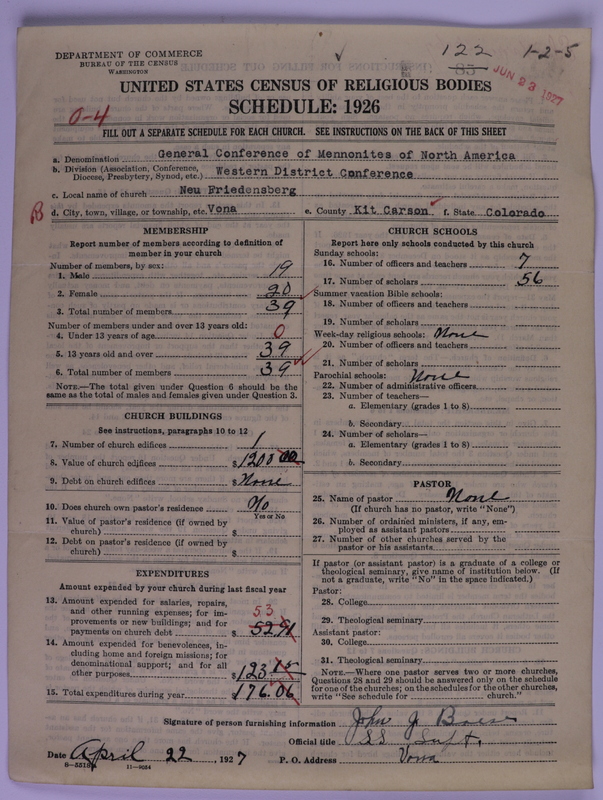 DEPARTMENT OF COMMERCE
BUREAU OF THE CENSUS
WASHINGTON
122 1-2-5
85
JUN 23 1927
UNITED STATES CENSUS OF RELIGIOUS BODIES
SCHEDULE: 1926
0-4
FILL OUT A SEPARATE SCHEDULE FOR EACH CHURCH. SEE INSTRUCTIONS ON THE BACK OF THIS SHEET
a. Denomination General Conference of Mennonites of North America
b. Division (Association, Conference, Diocese, Presbytery, Synod, etc.) Western District Conference
c. Local name of church Neu Friedensberg
d. City, town, village, or township, etc. Vona e. County Kit Carson f. State Colorado
MEMBERSHIP
Report number of members according to definition of
member in your church
Number of members, by sex:
1. Male 19
2. Female 20
3. Total number of members 39
Number of members under and over 13 years old:
4. Under 13 years of age 0
5. 13 years old and over 39
6. Total number of members 39
NOTE.—The total given under Question 6 should be the
same as the total of males and females given under Question 3.
CHURCH BUILDINGS
See instructions, paragraphs 10 to 12
7. Number of church edifices 1
8. Value of church edifices $1200 00
9. Debt on church edifices $None
10. Does church own pastor's residence No
Yes or No
11. Value of pastor's residence (if owned by
church) $
12. Debt on pastor's residence (if owned by
church) $
EXPENDITURES
Amount expended by your church during last fiscal year
13. Amount expended for salaries, repairs,
and other running expenses; for im- 53
provements or new buildings; and for
payments on church debt $ 52.91
14. Amount expended for benevolences, in-
cluding home and foreign missions; for
denominational support; and for all
other purposes $123.15
15. Total expenditures during year 176.06
CHURCH SCHOOLS
Report here only schools conducted by this church
Sunday schools:
16. Number of officers and teachers 7
17. Number of scholars 56
Summer vacation Bible schools:
18. Number of officers and teachers
19. Number of scholars
Week-day religious schools: None
20. Number of officers and teachers
21. Number of scholars
Parochial schools: None
22. Number of administrative officers
23. Number of teachers—
a. Elementary (grades 1 to 8)
b. Secondary
24. Number of scholars—
a. Elementary (grades 1 to 8)
b. Secondary
PASTOR
25. Name of pastor None
(If church has no pastor, write "None")
26. Number of ordained ministers, if any, em-
ployed as assistant pastors
27. Number of other churches served by the
pastor or his assistants
If pastor (or assistant pastor) is a graduate of a college or
theological seminary, give name of institution below. (If
not a graduate, write "No" in the space indicated.)
Pastor:
28. College
29. Theological seminary
Assistant pastor:
30. College
31. Theological seminary
NOTE.—Where one pastor serves two or more churches,
Questions 28 and 29 should be answered only on the schedule
for one of the churches; on the schedules for the other churches,
write "See schedule for church."
Signature of person furnishing information John J Boese
Official title SS Supt.
Date April 22, 1927 P. O. Address Vona
11-9054